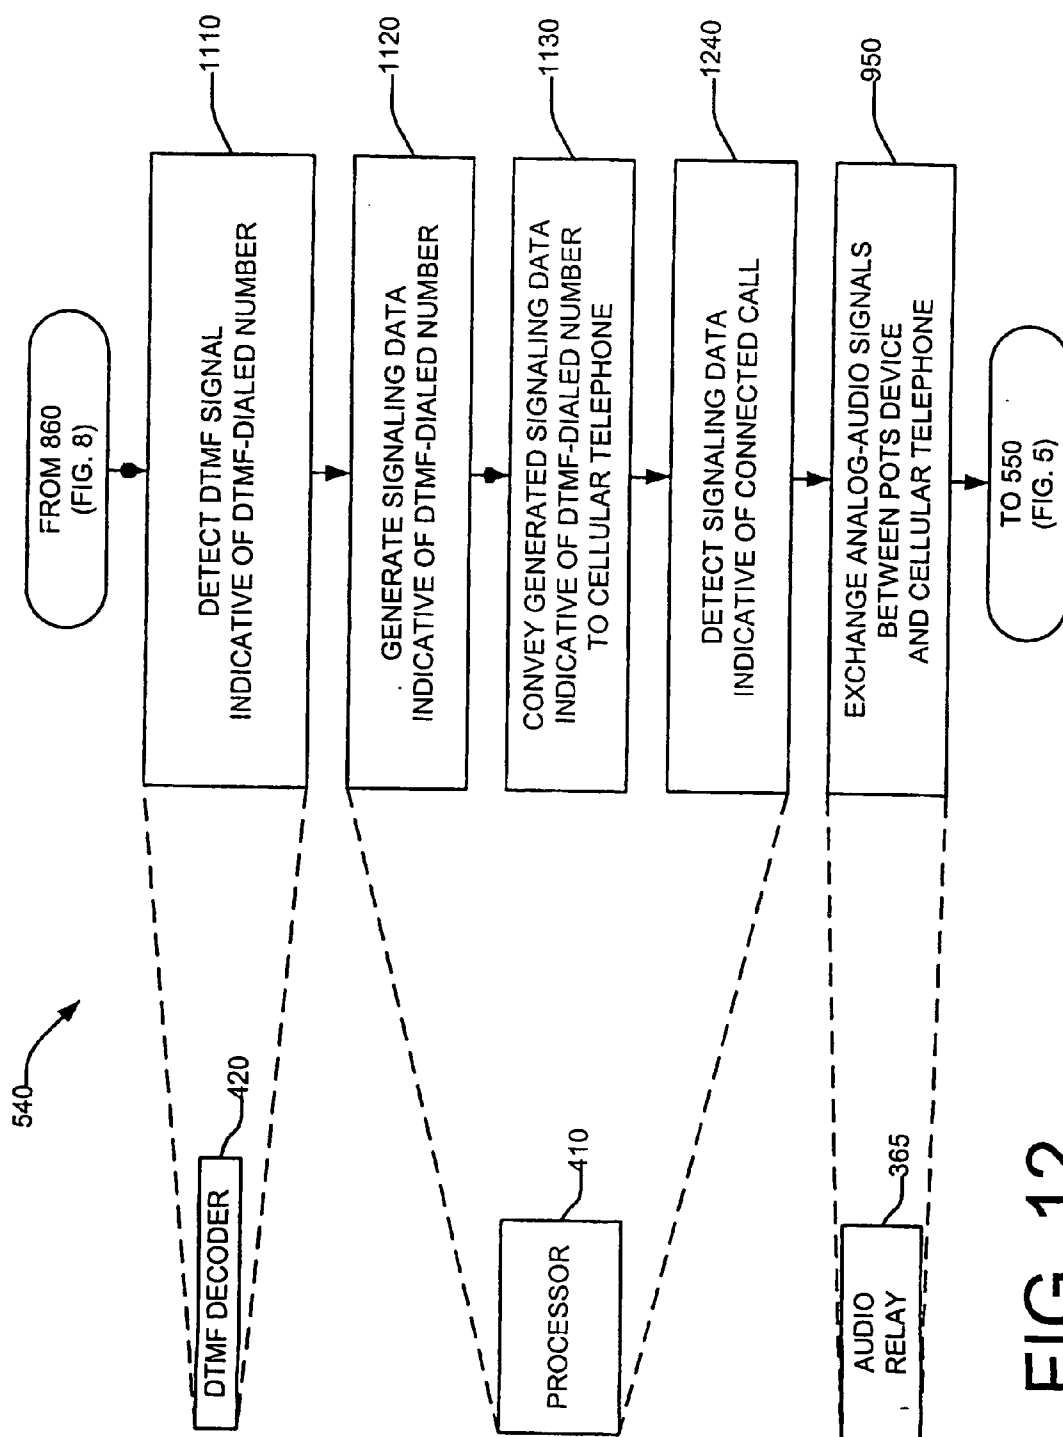 540
FROM 860
(FIG. 8)
DTMF DECODER
420
DETECT DTMF SIGNAL
INDICATIVE OF DTMF-DIALED NUMBER
1110
GENERATE SIGNALING DATA
INDICATIVE OF DTMF-DIALED NUMBER
1120
PROCESSOR
410
CONVEY GENERATED SIGNALING DATA
INDICATIVE OF DTMF-DIALED NUMBER
TO CELLULAR TELEPHONE
1130
DETECT SIGNALING DATA
INDICATIVE OF CONNECTED CALL
1240
AUDIO
RELAY
365
EXCHANGE ANALOG-AUDIO SIGNALS
BETWEEN POTS DEVICE
AND CELLULAR TELEPHONE
950
TO 550
(FIG. 5)
FIG. 12